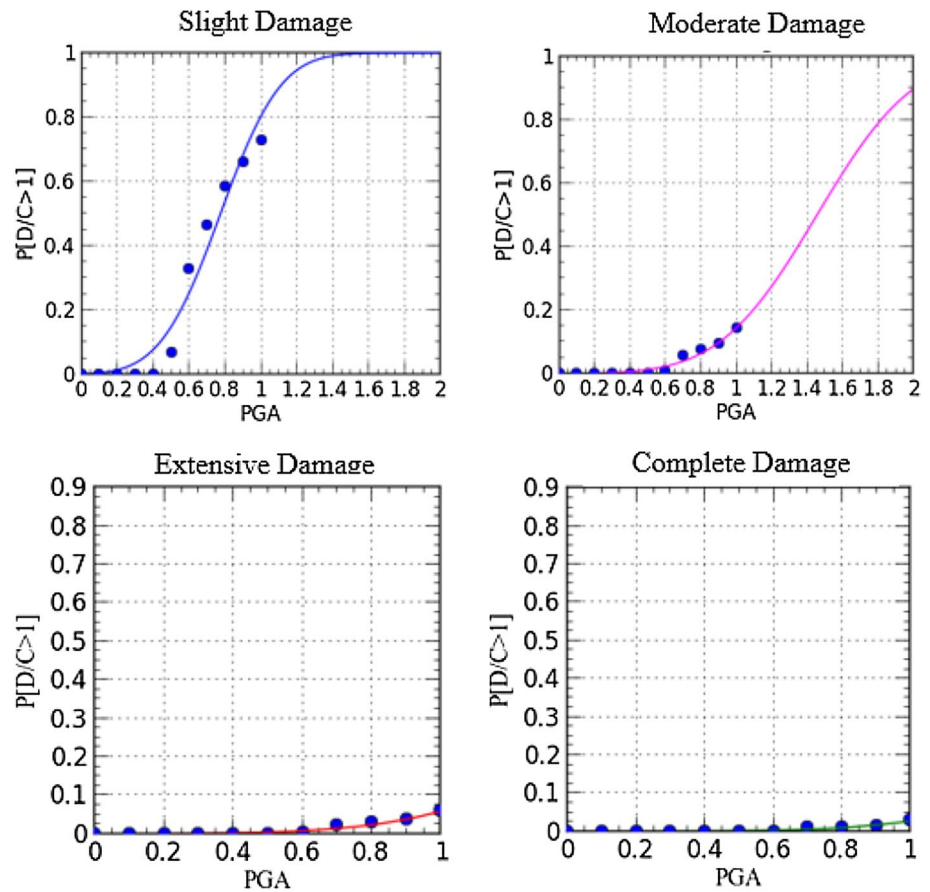 Slight Damage
1
0.8
0.6
0.4
0.2
0
P[D/C>1]
0 0.2 0.4 0.6 0.8 1 1.2 1.4 1.6 1.8 2
PGA
Moderate Damage
1
0.8
0.6
0.4
0.2
0
P[D/C>1]
0 0.2 0.4 0.6 0.8 1 1.2 1.4 1.6 1.8 2
PGA
Extensive Damage
0.9
0.8
0.7
0.6
0.5
0.4
0.3
0.2
0.1
0
P[D/C>1]
0 0.2 0.4 0.6 0.8 1
PGA
Complete Damage
0.9
0.8
0.7
0.6
0.5
0.4
0.3
0.2
0.1
0
P[D/C>1]
0 0.2 0.4 0.6 0.8 1
PGA